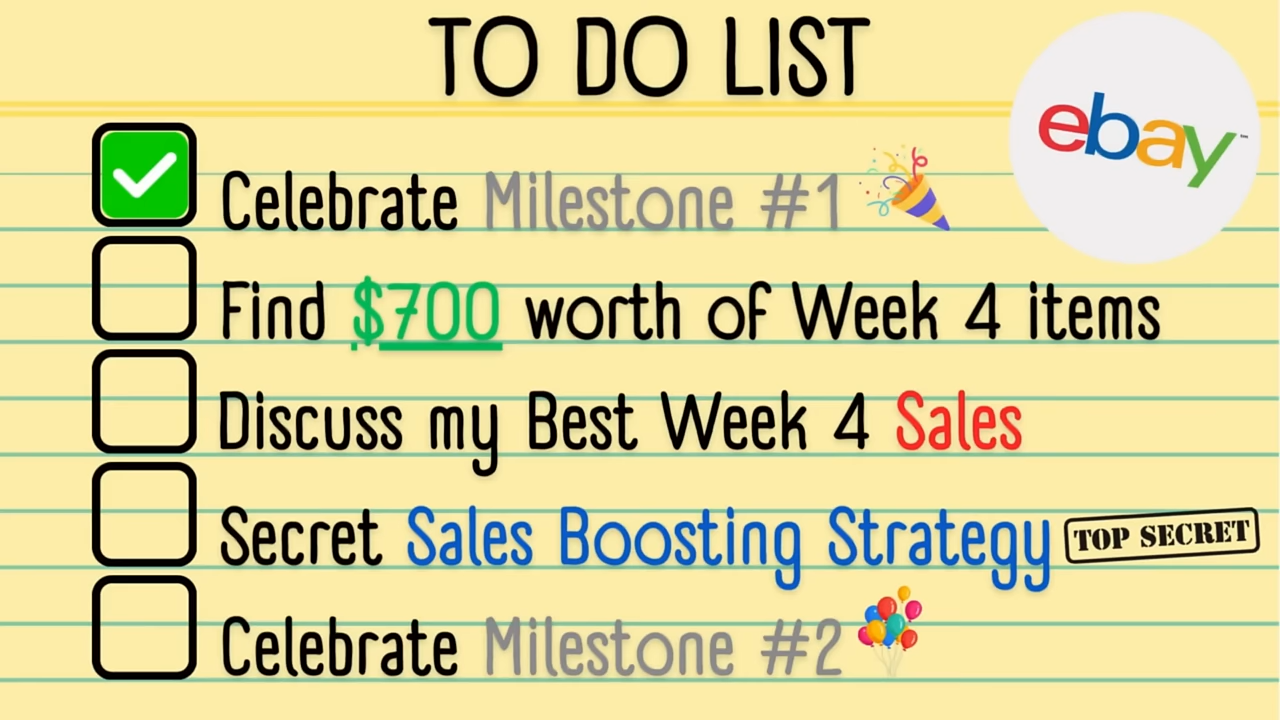 TO DO LIST
ebay™
Celebrate Milestone #1
Find $700 worth of Week 4 items
Discuss my Best Week 4 Sales
Secret Sales Boosting Strategy TOP SECRET
Celebrate Milestone #2